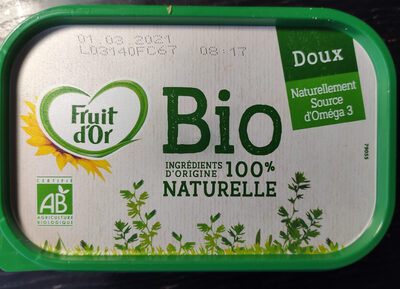 01.03.2021
L03140FC67 08:17
Doux
Naturellement
Source
d'Oméga 3
Fruit
d'Or
Bio
INGRÉDIENTS
D'ORIGINE 100%
NATURELLE
CERTIFIÉ
AB
AGRICULTURE
BIOLOGIQUE
79055